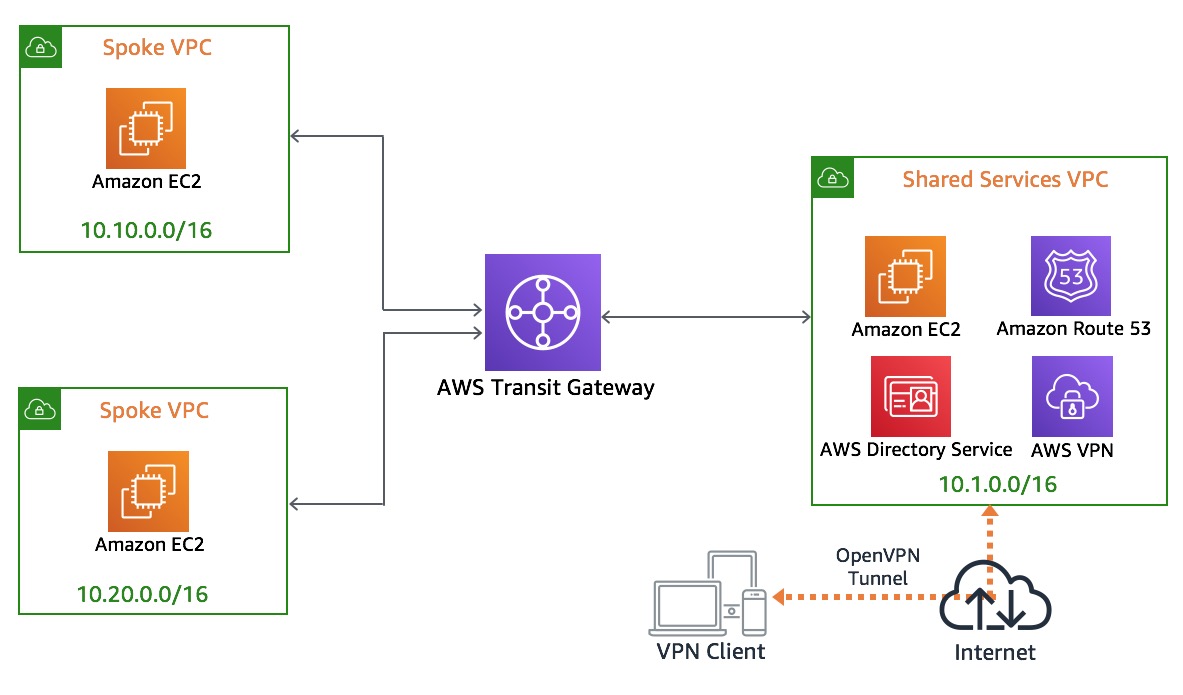 Spoke VPC
Amazon EC2
10.10.0.0/16
Shared Services VPC
Amazon EC2
53
Amazon Route 53
AWS Directory Service
AWS VPN
10.1.0.0/16
AWS Transit Gateway
Spoke VPC
Amazon EC2
10.20.0.0/16
OpenVPN
Tunnel
VPN Client
Internet